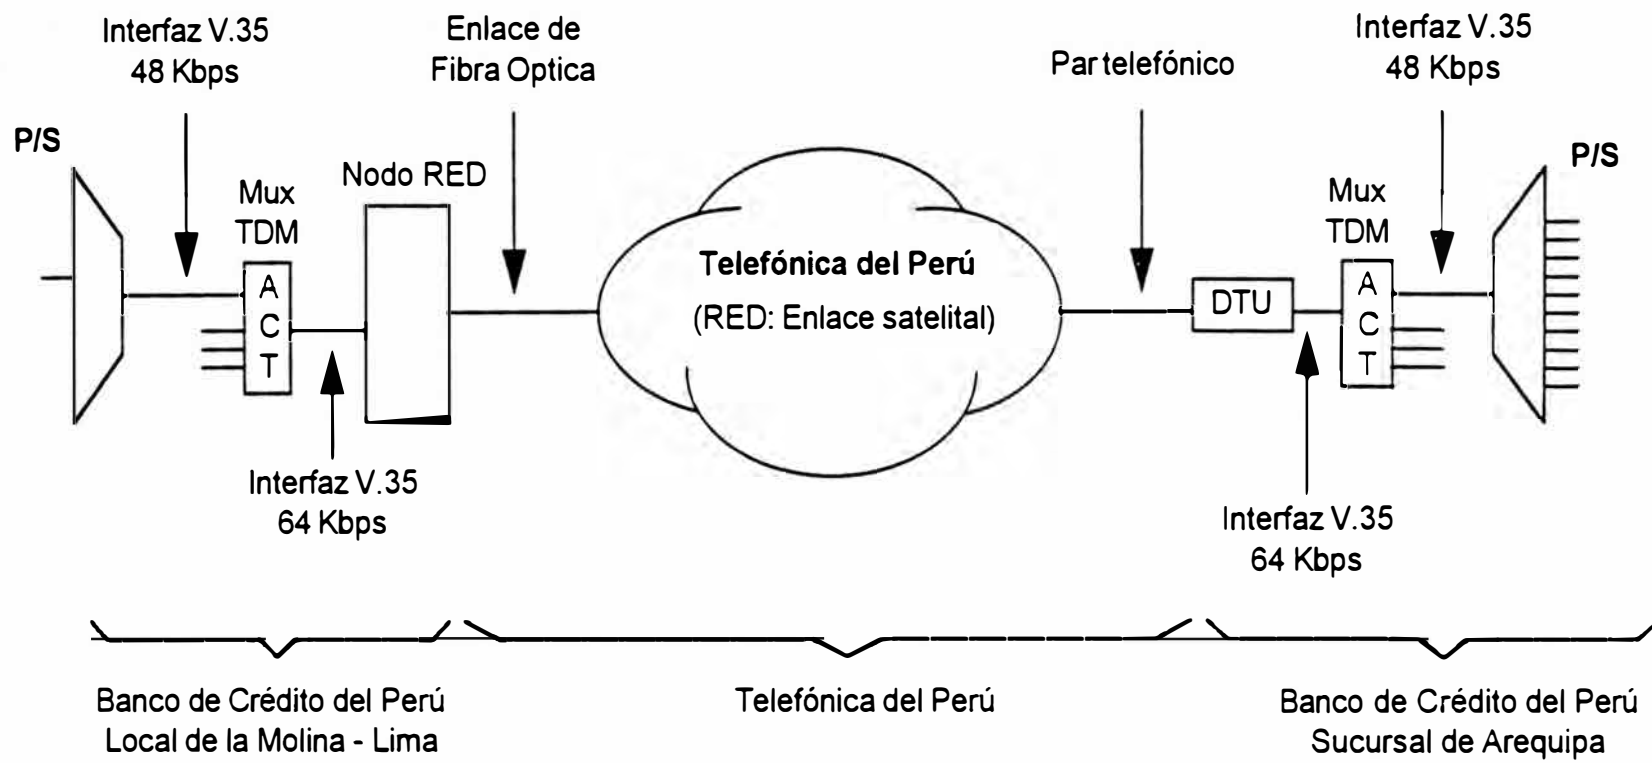 Interfaz V.35
48 Kbps
Enlace de
Fibra Optica
Par telefónico
Interfaz V.35
48 Kbps
P/S
Mux
TDM
Nodo RED
P/S
Mux
TDM
A
C
T
Telefónica del Perú
(RED: Enlace satelital)
DTU
A
C
T
Interfaz V.35
64 Kbps
Interfaz V.35
64 Kbps
Banco de Crédito del Perú
Local de la Molina - Lima
Telefónica del Perú
Banco de Crédito del Perú
Sucursal de Arequipa